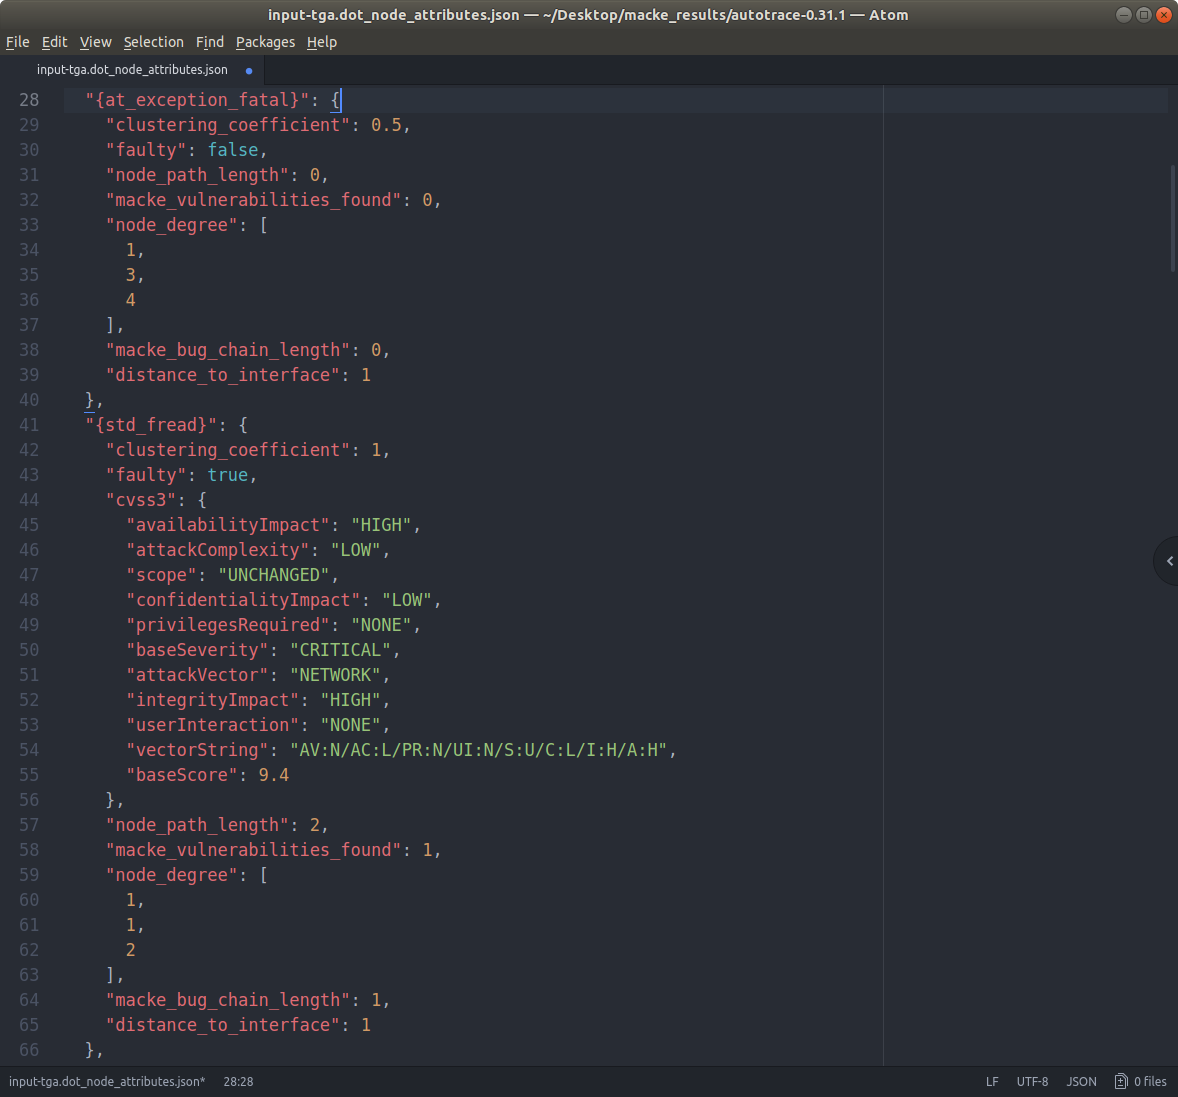 input-tga.dot_node_attributes.json — ~/Desktop/macke_results/autotrace-0.31.1 — Atom
File Edit View Selection Find Packages Help
input-tga.dot_node_attributes.json
28 "{at_exception_fatal}": {
29 "clustering_coefficient": 0.5,
30 "faulty": false,
31 "node_path_length": 0,
32 "macke_vulnerabilities_found": 0,
33 "node_degree": [
34 1,
35 3,
36 4
37 ],
38 "macke_bug_chain_length": 0,
39 "distance_to_interface": 1
40 },
41 "{std_fread}": {
42 "clustering_coefficient": 1,
43 "faulty": true,
44 "cvss3": {
45 "availabilityImpact": "HIGH",
46 "attackComplexity": "LOW",
47 "scope": "UNCHANGED",
48 "confidentialityImpact": "LOW",
49 "privilegesRequired": "NONE",
50 "baseSeverity": "CRITICAL",
51 "attackVector": "NETWORK",
52 "integrityImpact": "HIGH",
53 "userInteraction": "NONE",
54 "vectorString": "AV:N/AC:L/PR:N/UI:N/S:U/C:L/I:H/A:H",
55 "baseScore": 9.4
56 },
57 "node_path_length": 2,
58 "macke_vulnerabilities_found": 1,
59 "node_degree": [
60 1,
61 1,
62 2
63 ],
64 "macke_bug_chain_length": 1,
65 "distance_to_interface": 1
66 },
input-tga.dot_node_attributes.json* 28:28 LF UTF-8 JSON 0 files